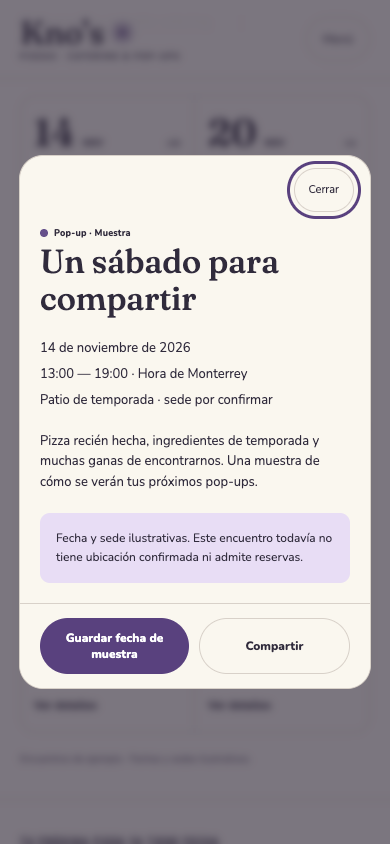 Kno's
14
20
Cerrar
Pop-up · Muestra
Un sábado para
compartir
14 de noviembre de 2026
13:00 — 19:00 · Hora de Monterrey
Patio de temporada · sede por confirmar
Pizza recién hecha, ingredientes de temporada y
muchas ganas de encontrarnos. Una muestra de
cómo se verán tus próximos pop-ups.
Fecha y sede ilustrativas. Este encuentro todavía no
tiene ubicación confirmada ni admite reservas.
Guardar fecha de
muestra
Compartir